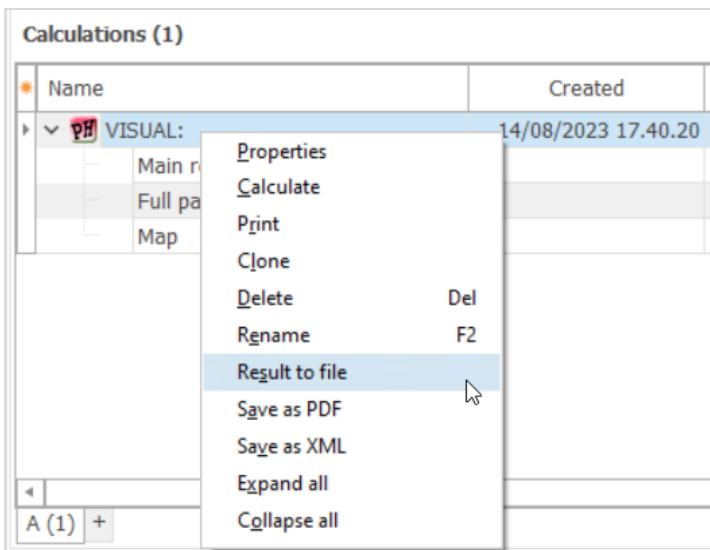 Calculations (1)
Name Created
PH VISUAL: 14/08/2023 17.40.20
Main r
Full pa
Map
Properties
Calculate
Print
Clone
Delete Del
Rename F2
Result to file
Save as PDF
Save as XML
Expand all
Collapse all
A (1) +